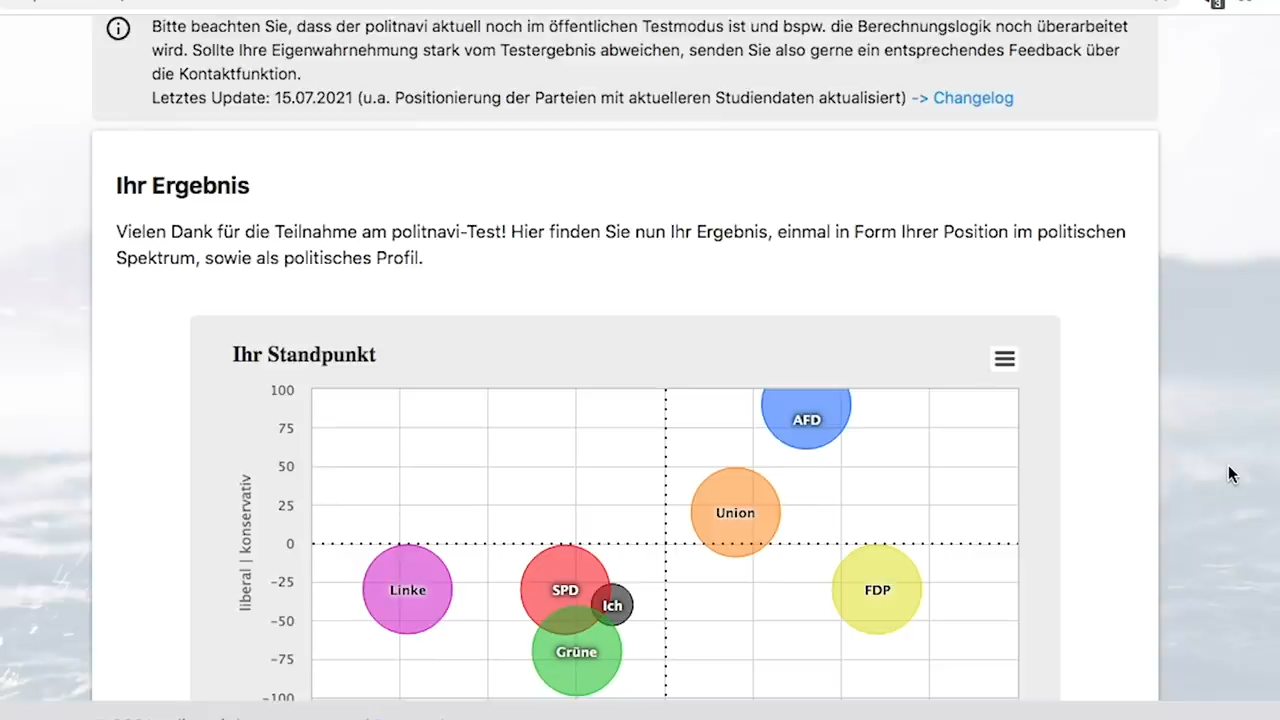 3
Bitte beachten Sie, dass der politnavi aktuell noch im öffentlichen Testmodus ist und bspw. die Berechnungslogik noch überarbeitet
wird. Sollte Ihre Eigenwahrnehmung stark vom Testergebnis abweichen, senden Sie also gerne ein entsprechendes Feedback über
die Kontaktfunktion.
Letztes Update: 15.07.2021 (u.a. Positionierung der Parteien mit aktuelleren Studiendaten aktualisiert) -> Changelog
Ihr Ergebnis
Vielen Dank für die Teilnahme am politnavi-Test! Hier finden Sie nun Ihr Ergebnis, einmal in Form Ihrer Position im politischen
Spektrum, sowie als politisches Profil.
Ihr Standpunkt
liberal | konservativ
100
75
50
25
0
-25
-50
-75
-100
AFD
Union
Linke
SPD
Ich
FDP
Grüne